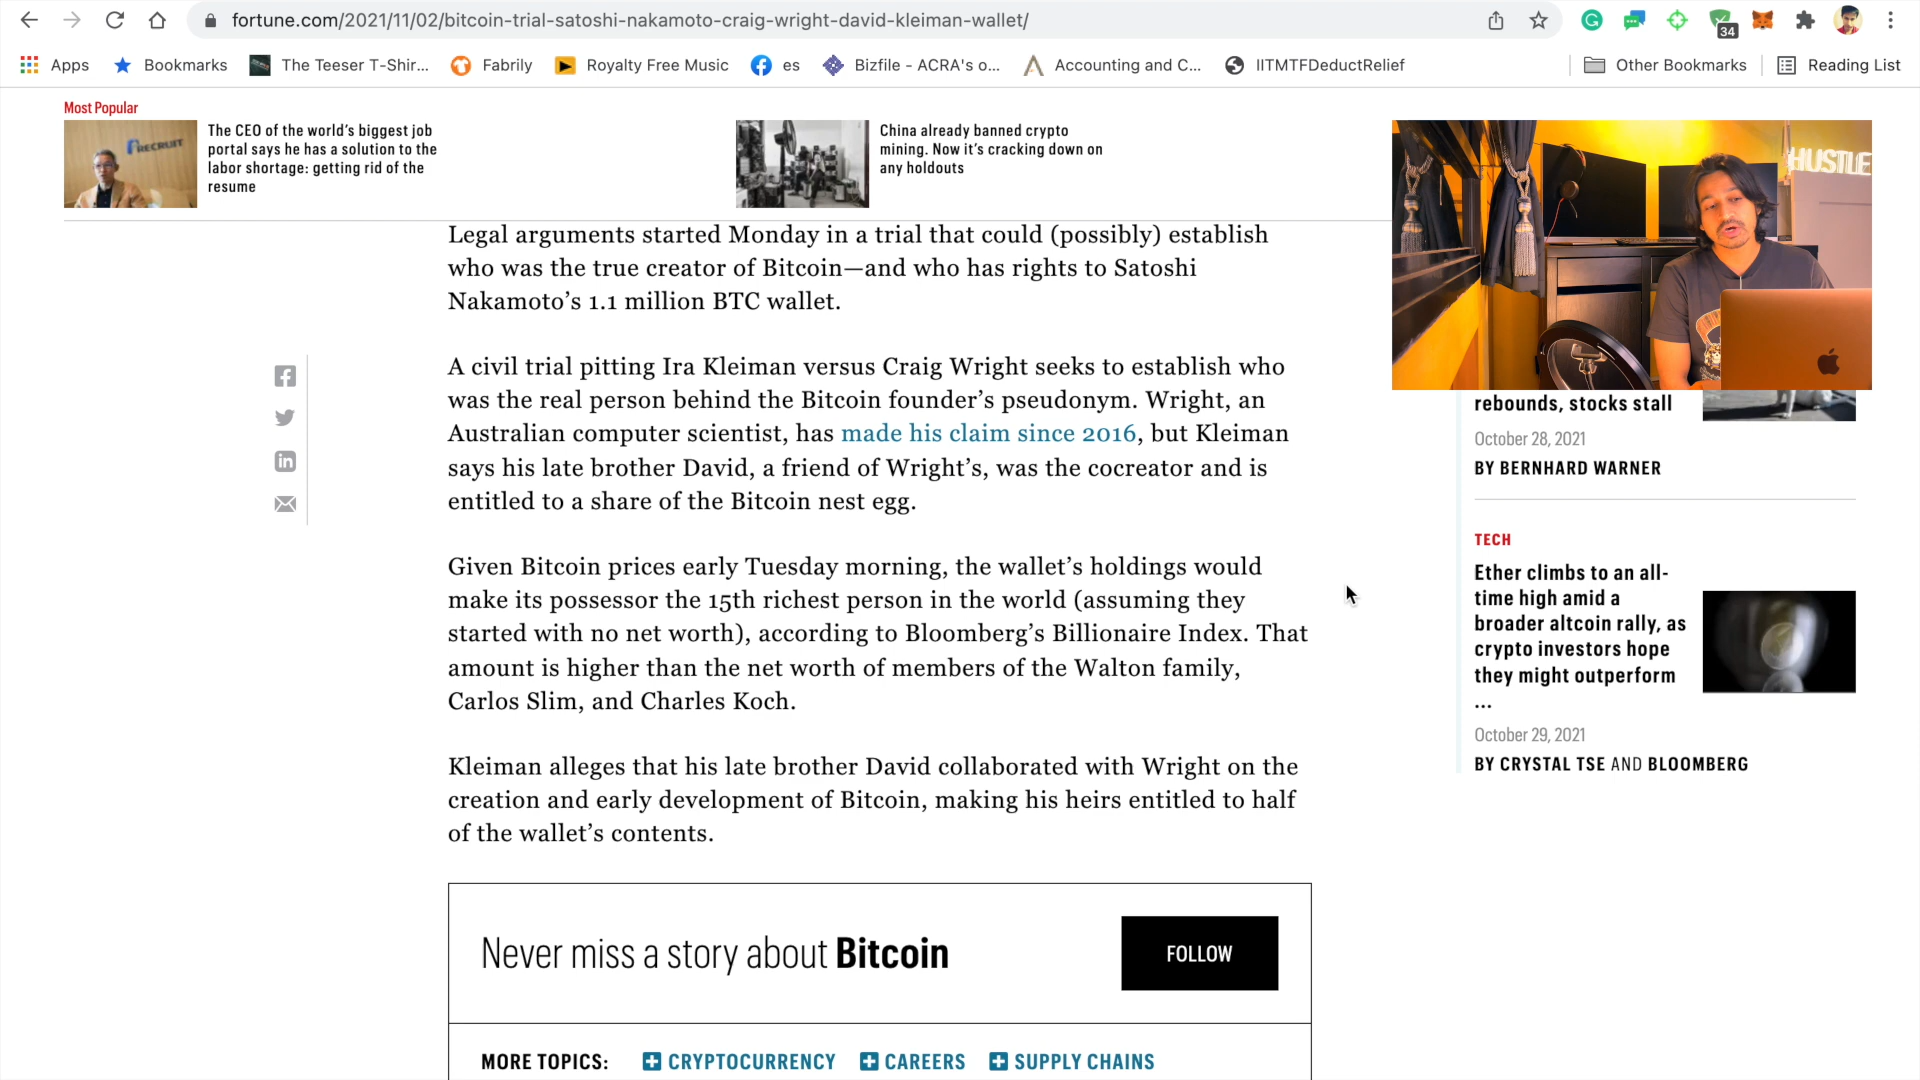 fortune.com/2021/11/02/bitcoin-trial-satoshi-nakamoto-craig-wright-david-kleiman-wallet/
34
Apps
Bookmarks
The Teeser T-Shir...
Fabrily
Royalty Free Music
es
Bizfile - ACRA's o...
Accounting and C...
IITMTFDeductRelief
Other Bookmarks
Reading List
Most Popular
RECRUIT
The CEO of the world's biggest job
portal says he has a solution to the
labor shortage: getting rid of the
resume
China already banned crypto
mining. Now it's cracking down on
any holdouts
HUSTLE
Legal arguments started Monday in a trial that could (possibly) establish
who was the true creator of Bitcoin—and who has rights to Satoshi
Nakamoto's 1.1 million BTC wallet.
A civil trial pitting Ira Kleiman versus Craig Wright seeks to establish who
was the real person behind the Bitcoin founder's pseudonym. Wright, an
Australian computer scientist, has made his claim since 2016, but Kleiman
says his late brother David, a friend of Wright's, was the cocreator and is
entitled to a share of the Bitcoin nest egg.
Given Bitcoin prices early Tuesday morning, the wallet's holdings would
make its possessor the 15th richest person in the world (assuming they
started with no net worth), according to Bloomberg's Billionaire Index. That
amount is higher than the net worth of members of the Walton family,
Carlos Slim, and Charles Koch.
Kleiman alleges that his late brother David collaborated with Wright on the
creation and early development of Bitcoin, making his heirs entitled to half
of the wallet's contents.
Never miss a story about Bitcoin
FOLLOW
MORE TOPICS:
CRYPTOCURRENCY
CAREERS
SUPPLY CHAINS
rebounds, stocks stall
October 28, 2021
BY BERNHARD WARNER
TECH
Ether climbs to an all-
time high amid a
broader altcoin rally, as
crypto investors hope
they might outperform
...
October 29, 2021
BY CRYSTAL TSE AND BLOOMBERG